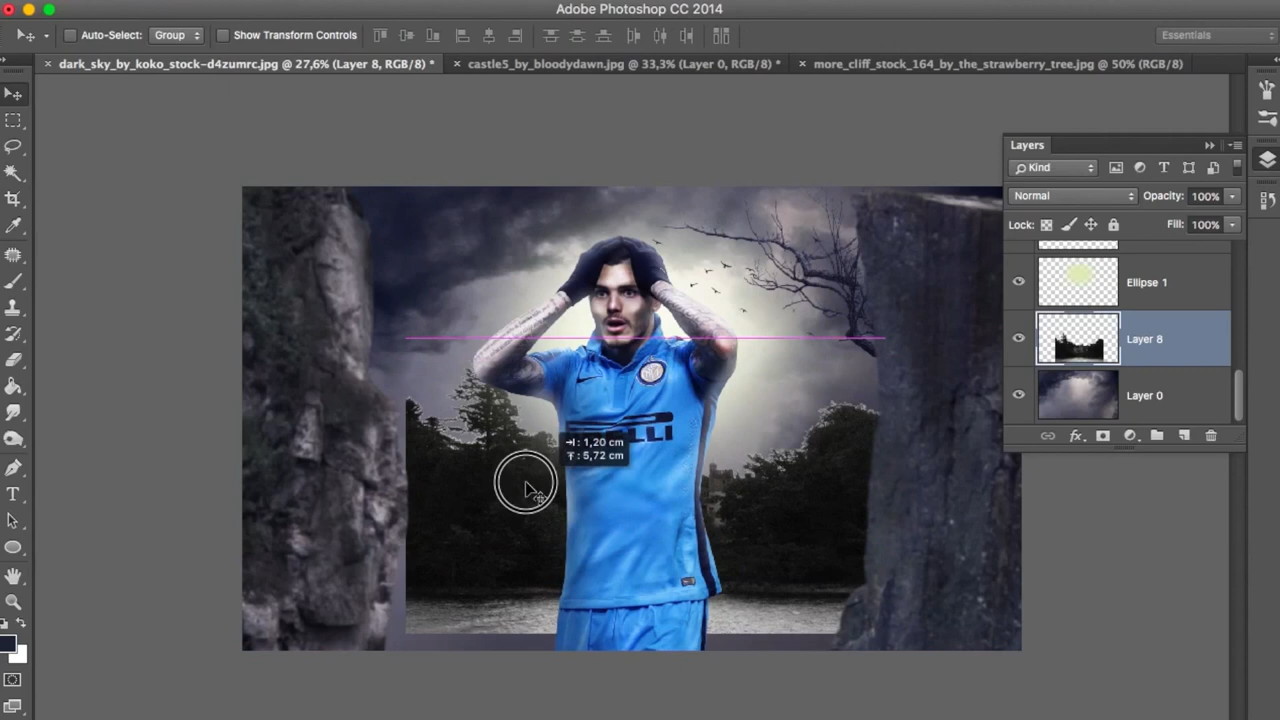 Adobe Photoshop CC 2014
Auto-Select: Group Show Transform Controls Essentials
× dark_sky_by_koko_stock-d4zumrc.jpg @ 27,6% (Layer 8, RGB/8) * × castle5_by_bloodydawn.jpg @ 33,3% (Layer 0, RGB/8) * × more_cliff_stock_164_by_the_strawberry_tree.jpg @ 50% (RGB/8)
Layers
Kind
Normal Opacity: 100%
Lock: Fill: 100%
Ellipse 1
Layer 8
Layer 0
fx
: 1,20 cm
: 5,72 cm